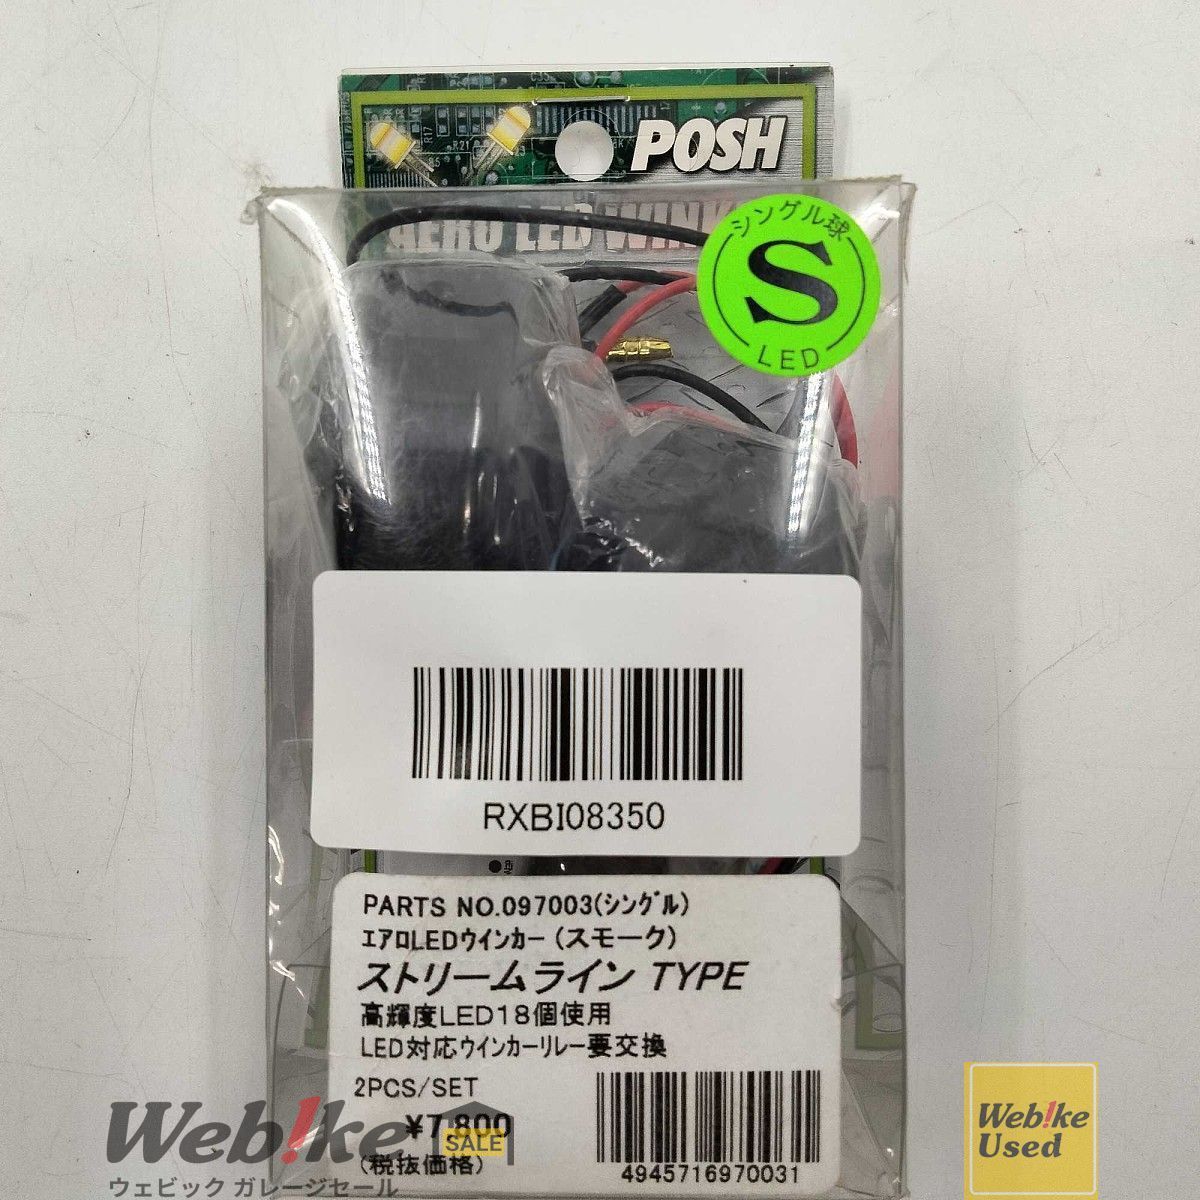 POSH
AERO LED WINK
シングル球
S
LED
RXBI08350
PARTS NO.097003(シングル)
エアロLEDウインカー (スモーク)
ストリームライン TYPE
高輝度LED18個使用
LED対応ウインカーリレー要交換
2PCS/SET
¥7,800
(税抜価格)
4945716970031
Web!ke
SALE
ウェビック ガレージセール
Web!ke
Used